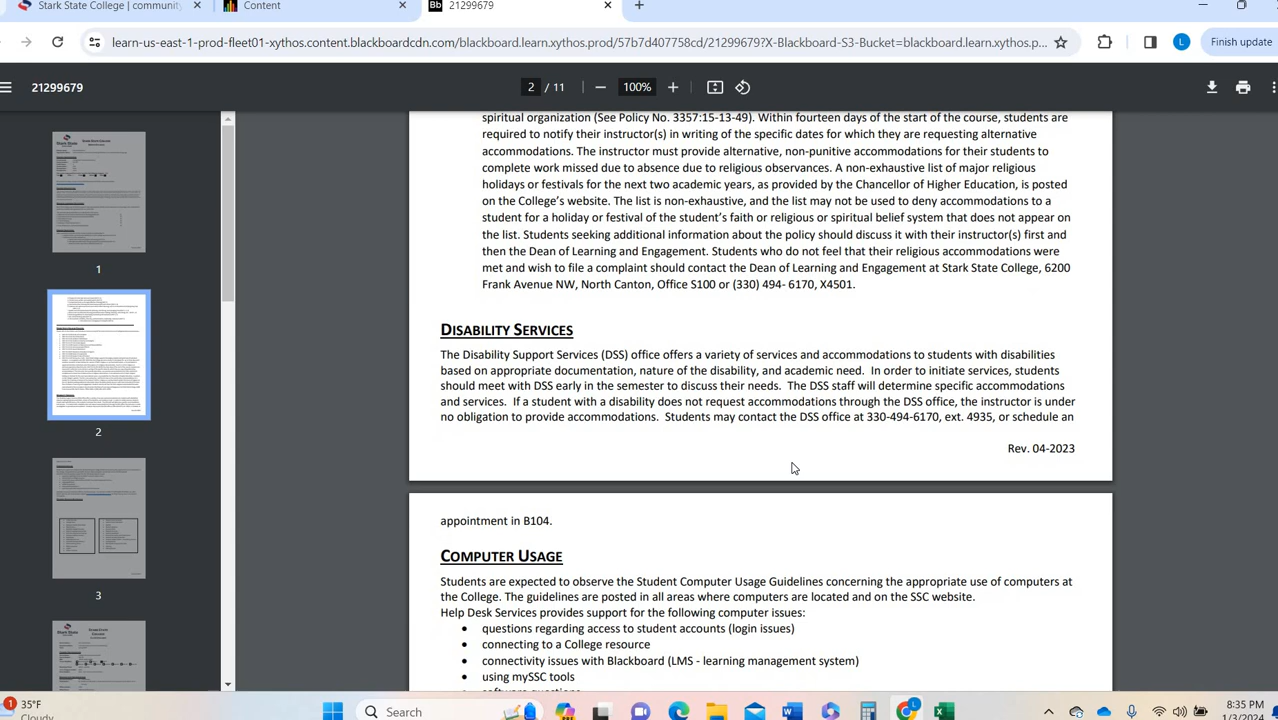 Stark State College | community
Content
Bb 21299679
learn-us-east-1-prod-fleet01-xythos.content.blackboardcdn.com/blackboard.learn.xythos.prod/57b7d407758cd/21299679?X-Blackboard-S3-Bucket=blackboard.learn.xythos.p...
L
Finish update
21299679
2 / 11
100%
spiritual organization (See Policy No. 3357:15-13-49). Within fourteen days of the start of the course, students are
required to notify their instructor(s) in writing of the specific dates for which they are requesting alternative
accommodations. The instructor must provide alternative, non-punitive accommodations for their students to
complete work missed due to absence due to religious observances. A non-exhaustive list of major religious
holidays or festivals for the next two academic years, as provided by the Chancellor of Higher Education, is posted
on the College's website. The list is non-exhaustive, and the list may not be used to deny accommodations to a
student for a holiday or festival of the student's faith or religious or spiritual belief system that does not appear on
the list. Students seeking additional information about the policy should discuss it with their instructor(s) first and
then the Dean of Learning and Engagement. Students who do not feel that their religious accommodations were
met and wish to file a complaint should contact the Dean of Learning and Engagement at Stark State College, 6200
Frank Avenue NW, North Canton, Office S100 or (330) 494- 6170, X4501.
DISABILITY SERVICES
The Disability Support Services (DSS) office offers a variety of services and accommodations to students with disabilities
based on appropriate documentation, nature of the disability, and academic need. In order to initiate services, students
should meet with DSS early in the semester to discuss their needs. The DSS staff will determine specific accommodations
and services. If a student with a disability does not request accommodations through the DSS office, the instructor is under
no obligation to provide accommodations. Students may contact the DSS office at 330-494-6170, ext. 4935, or schedule an
Rev. 04-2023
appointment in B104.
COMPUTER USAGE
Students are expected to observe the Student Computer Usage Guidelines concerning the appropriate use of computers at
the College. The guidelines are posted in all areas where computers are located and on the SSC website.
Help Desk Services provides support for the following computer issues:
• questions regarding access to student accounts (login issues)
• connecting to a College resource
• connectivity issues with Blackboard (LMS - learning management system)
• using mySSC tools
• software questions
1
2
3
1
35°F
Cloudy
Search
L
8:35 PM